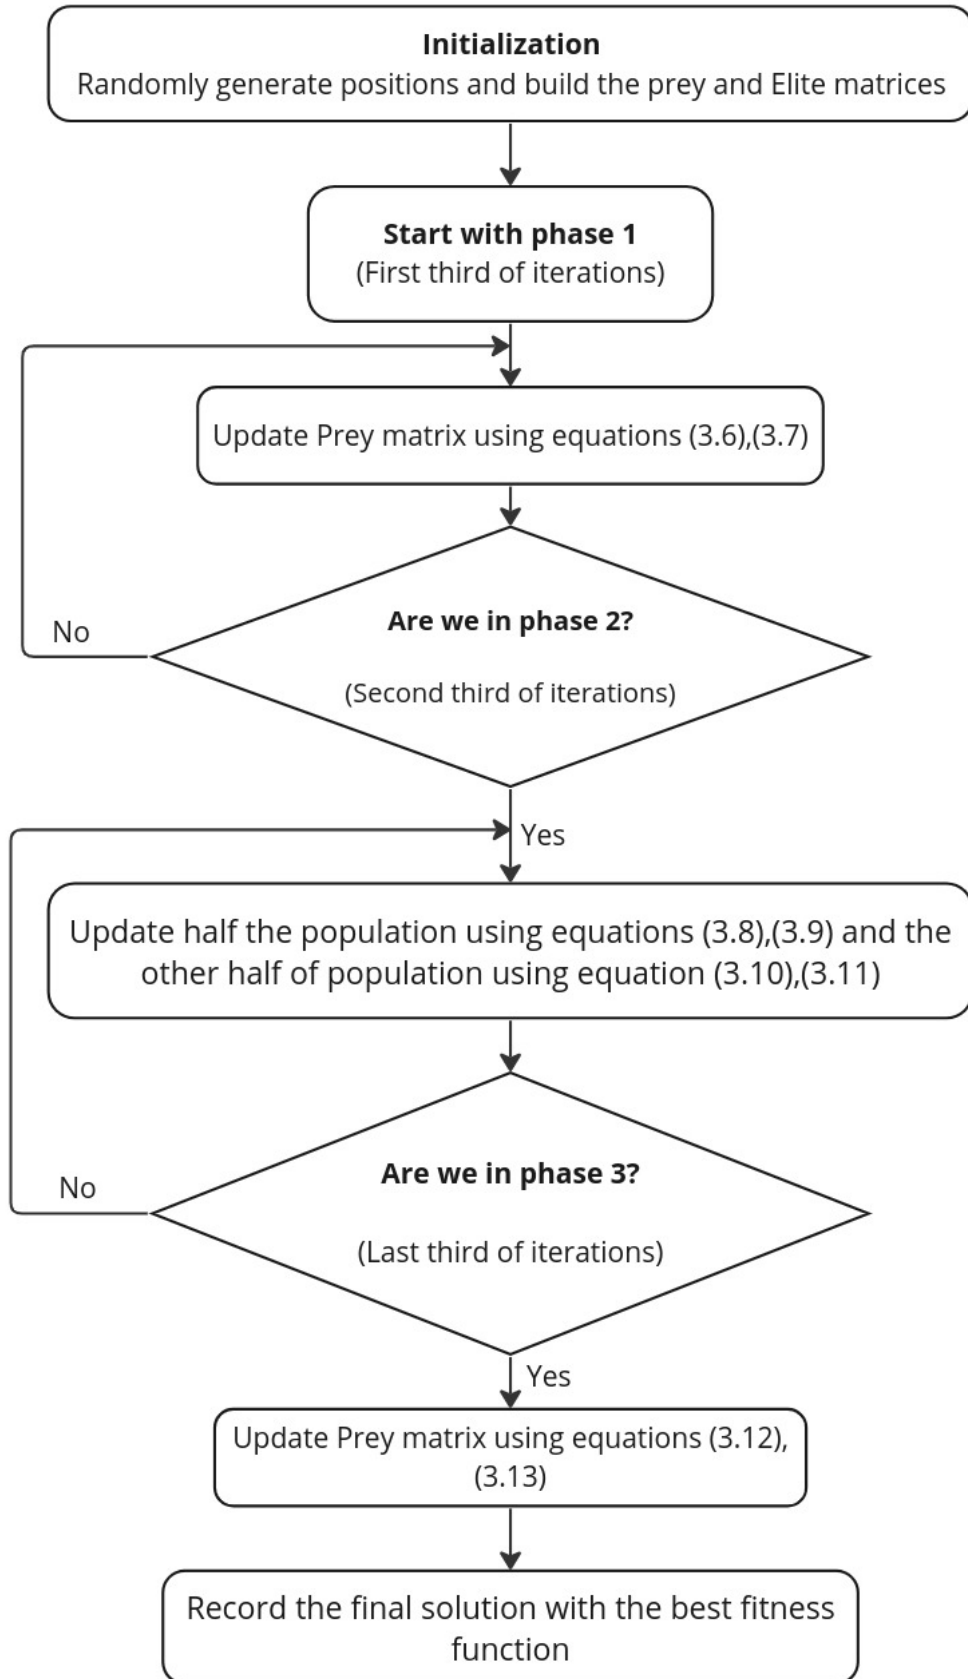 Initialization
Randomly generate positions and build the prey and Elite matrices
Start with phase 1
(First third of iterations)
Update Prey matrix using equations (3.6),(3.7)
Are we in phase 2?
No
(Second third of iterations)
Yes
Update half the population using equations (3.8),(3.9) and the
other half of population using equation (3.10),(3.11)
Are we in phase 3?
No
(Last third of iterations)
Yes
Update Prey matrix using equations (3.12),
(3.13)
Record the final solution with the best fitness
function